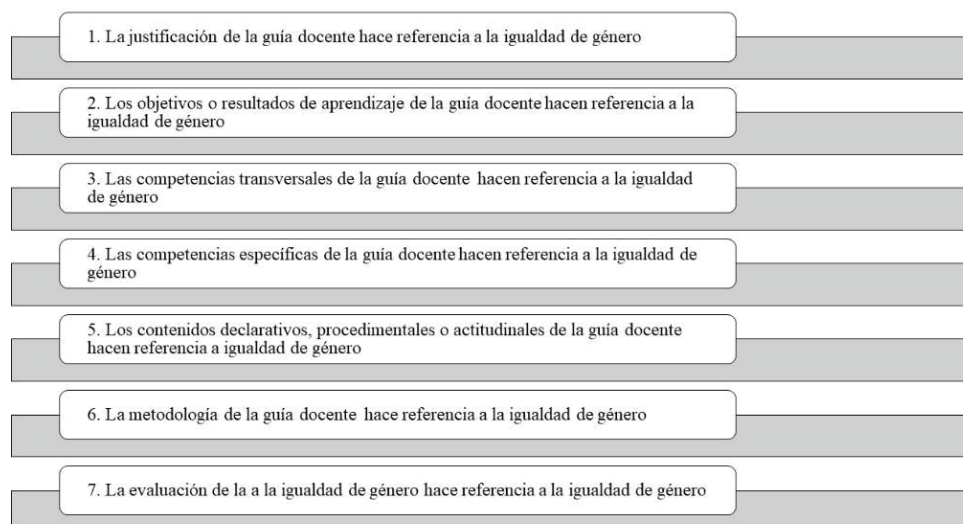 1. La justificación de la guía docente hace referencia a la igualdad de género
2. Los objetivos o resultados de aprendizaje de la guía docente hacen referencia a la
igualdad de género
3. Las competencias transversales de la guía docente hacen referencia a la igualdad
de género
4. Las competencias específicas de la guía docente hacen referencia a la igualdad de
género
5. Los contenidos declarativos, procedimentales o actitudinales de la guía docente
hacen referencia a igualdad de género
6. La metodología de la guía docente hace referencia a la igualdad de género
7. La evaluación de la a la igualdad de género hace referencia a la igualdad de género